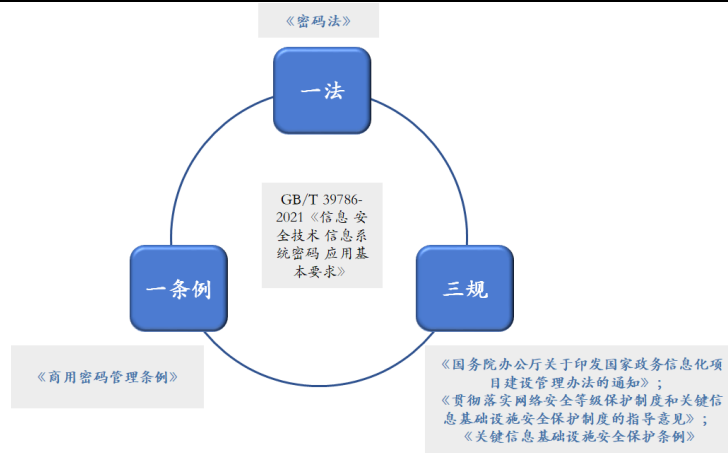 《密码法》
一法
GB/T 39786-
2021《信息 安
全技术 信息系
统密码 应用基
本要求》
一条例
三规
《商用密码管理条例》
《国务院办公厅关于印发国家政务信息化项
目建设管理办法的通知》；
《贯彻落实网络安全等级保护制度和关键信
息基础设施安全保护制度的指导意见》；
《关键信息基础设施安全保护条例》